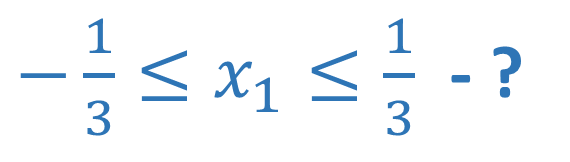 −1/3 ≤ x₁ ≤ 1/3 - ?